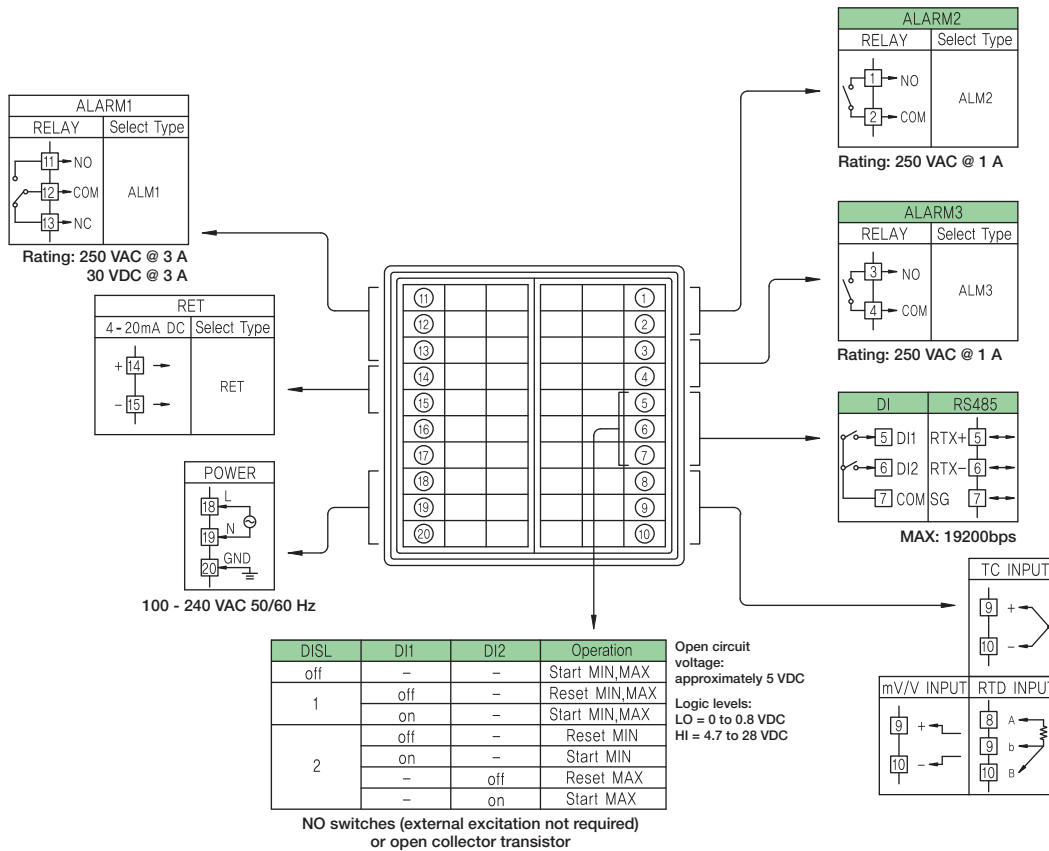 ALARM2
RELAY Select Type
1 NO
2 COM
ALM2
Rating: 250 VAC @ 1 A
ALARM1
RELAY Select Type
11 NO
12 COM
13 NC
ALM1
Rating: 250 VAC @ 3 A
30 VDC @ 3 A
ALARM3
RELAY Select Type
3 NO
4 COM
ALM3
Rating: 250 VAC @ 1 A
RET
4-20mA DC Select Type
+ 14
- 15
RET
11 1
12 2
13 3
14 4
15 5
16 6
17 7
18 8
19 9
20 10
DI RS485
5 DI1 RTX+ 5
6 DI2 RTX- 6
7 COM SG 7
MAX: 19200bps
POWER
18 L
19 N
20 GND
100 - 240 VAC 50/60 Hz
TC INPUT
9 +
10 -
mV/V INPUT RTD INPUT
9 + 8 A
9 b
10 - 10 B
DISL DI1 DI2 Operation
off - - Start MIN,MAX
1 off - Reset MIN,MAX
on - Start MIN,MAX
2 off - Reset MIN
on - Start MIN
- off Reset MAX
- on Start MAX
Open circuit
voltage:
approximately 5 VDC
Logic levels:
LO = 0 to 0.8 VDC
HI = 4.7 to 28 VDC
NO switches (external excitation not required)
or open collector transistor